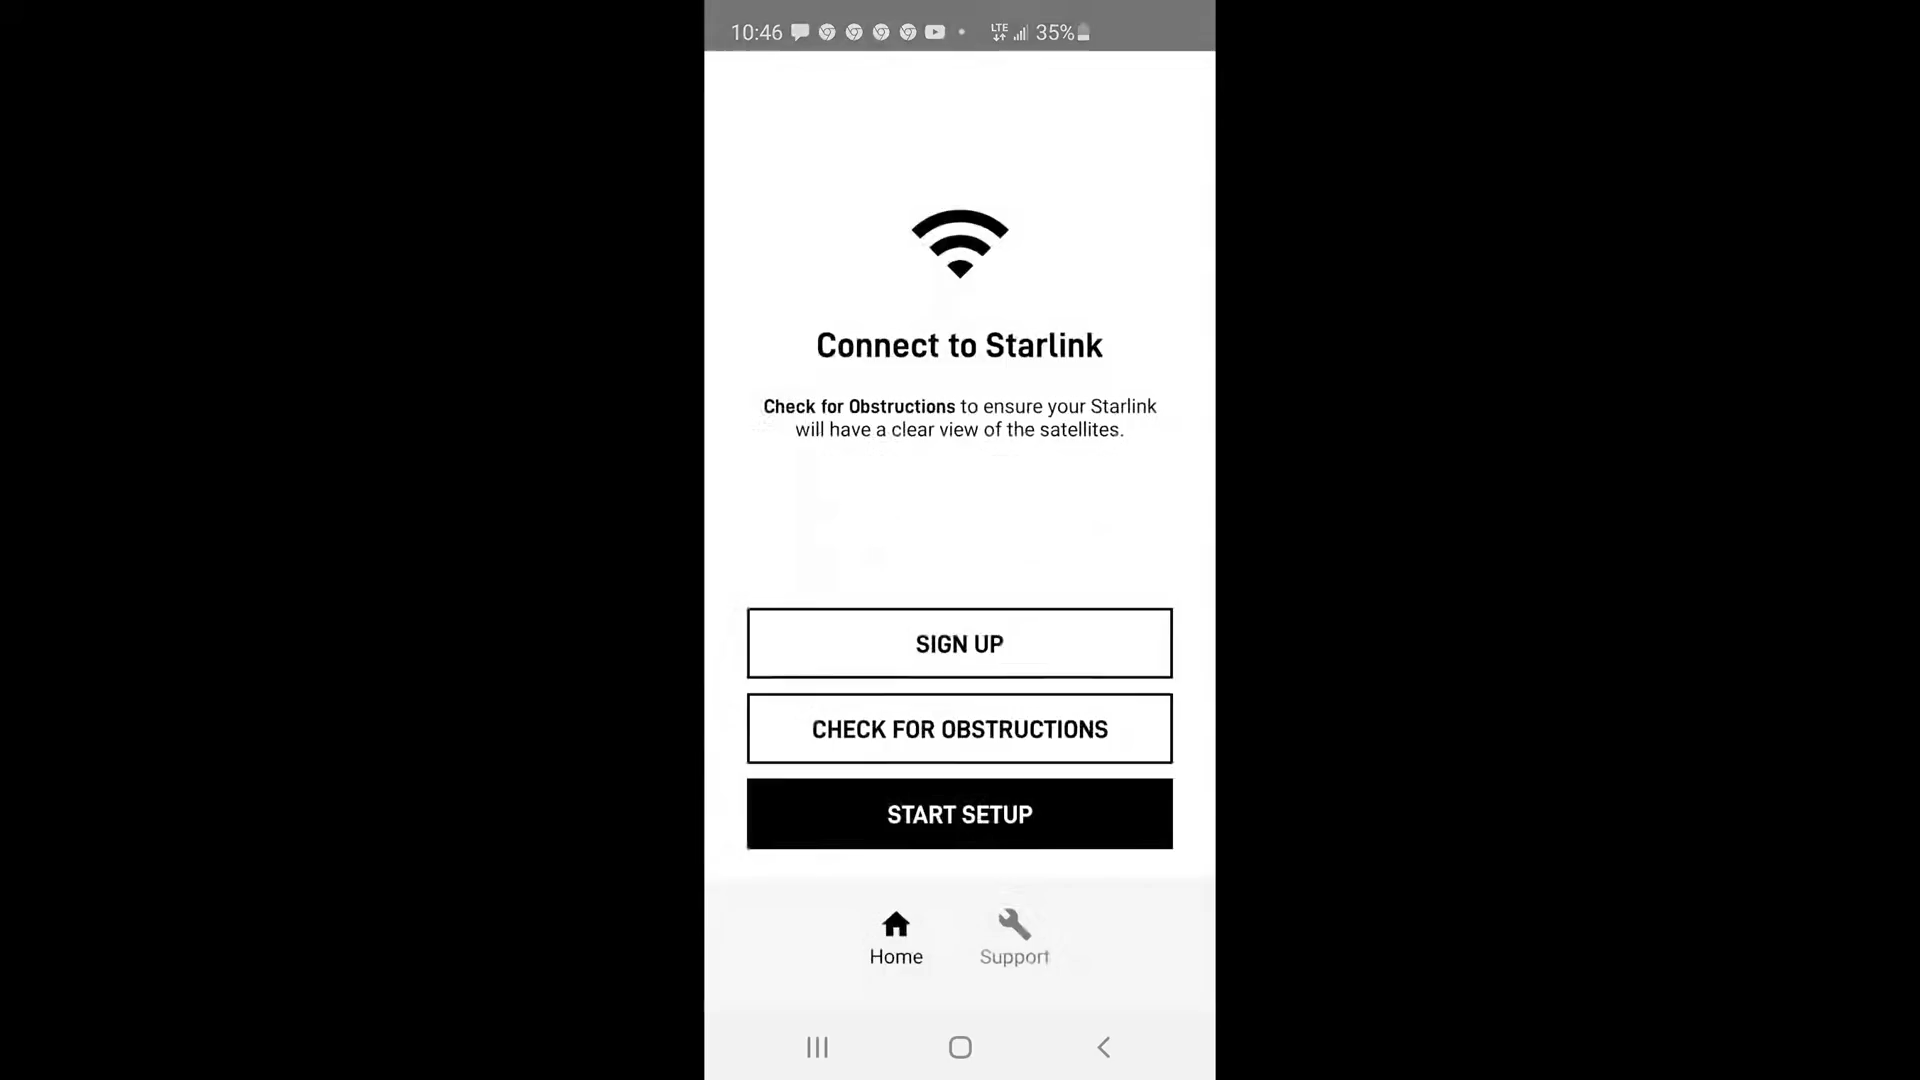 10:46 LTE 35%
Connect to Starlink
Check for Obstructions to ensure your Starlink
will have a clear view of the satellites.
SIGN UP
CHECK FOR OBSTRUCTIONS
START SETUP
Home Support